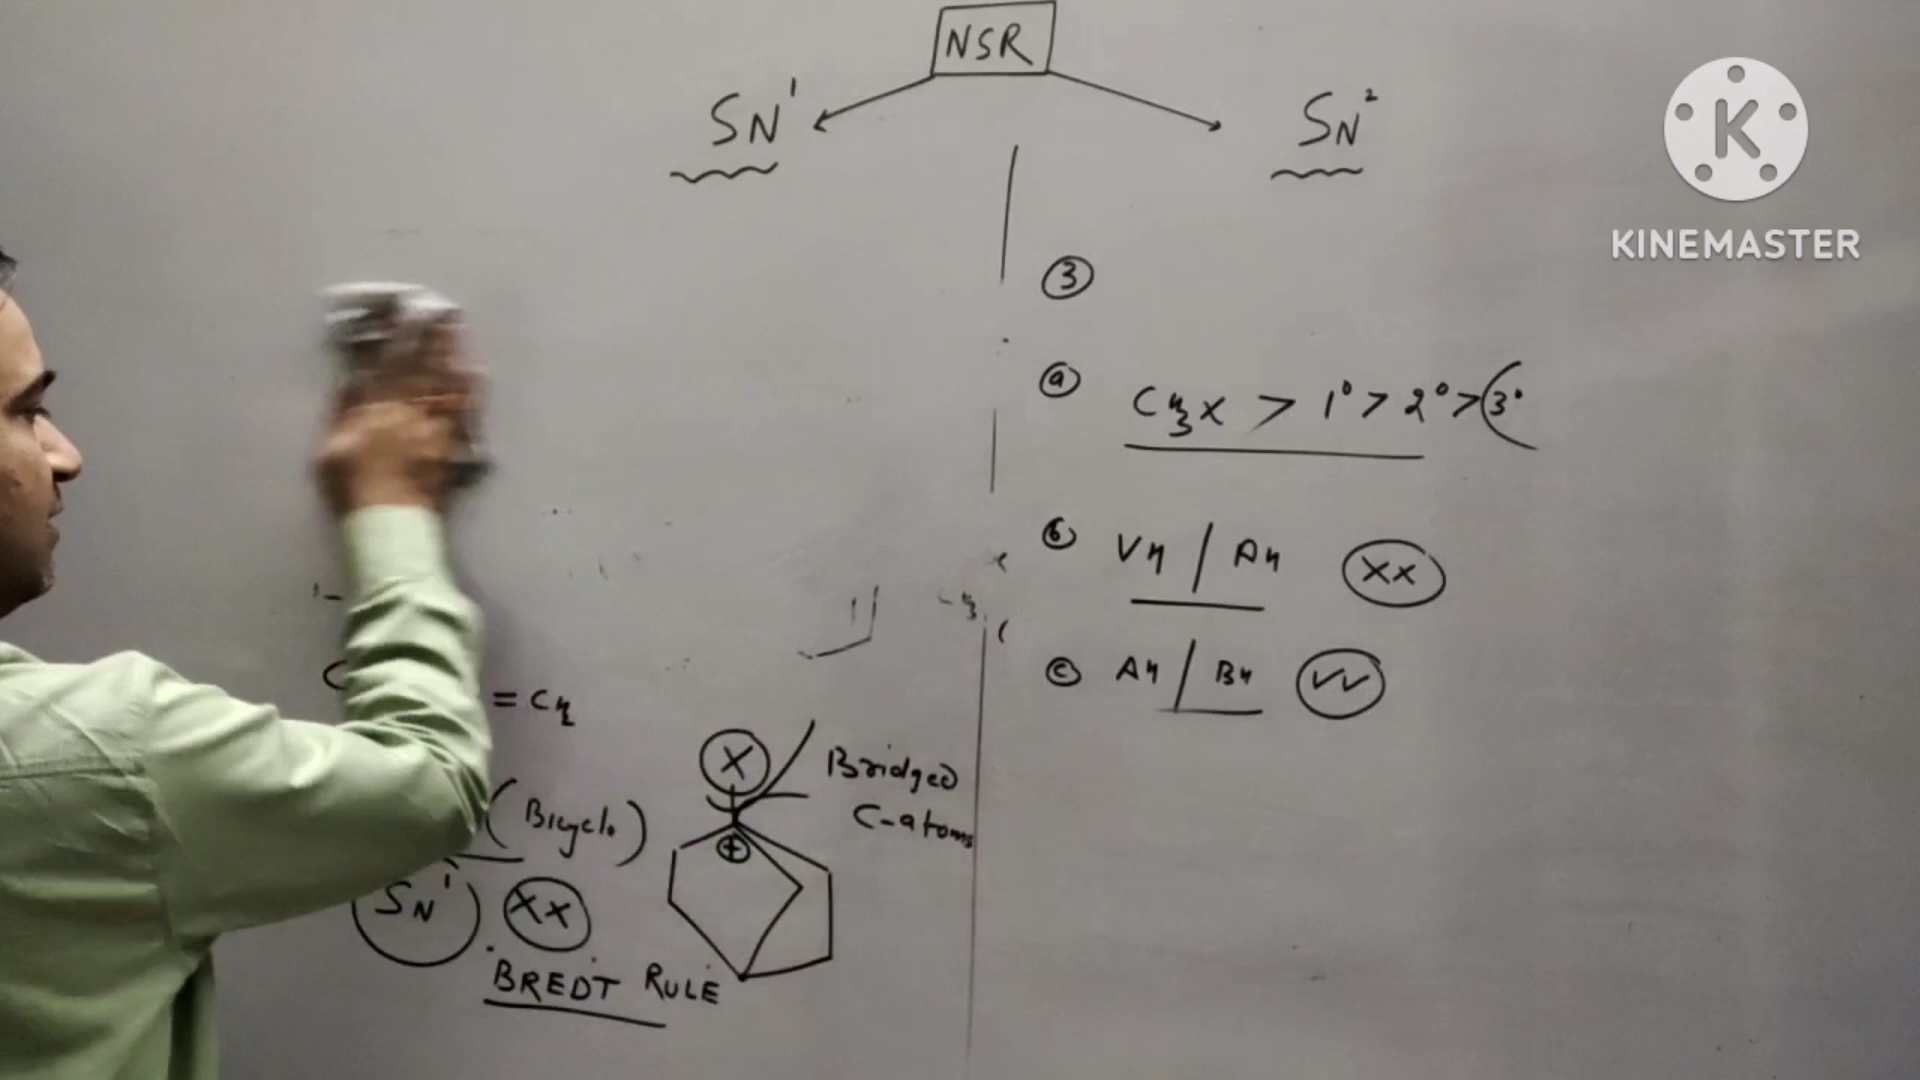 NSR
SN¹
SN²
K
KINEMASTER
③
ⓐ CH₃X > 1° > 2° > (3°
ⓑ VH / AH XX
ⓒ AH / BH ✓✓
= CH₂
(Bicyclo)
X
Bridged
C-atoms
⊕
SN¹ XX
BREDT RULE